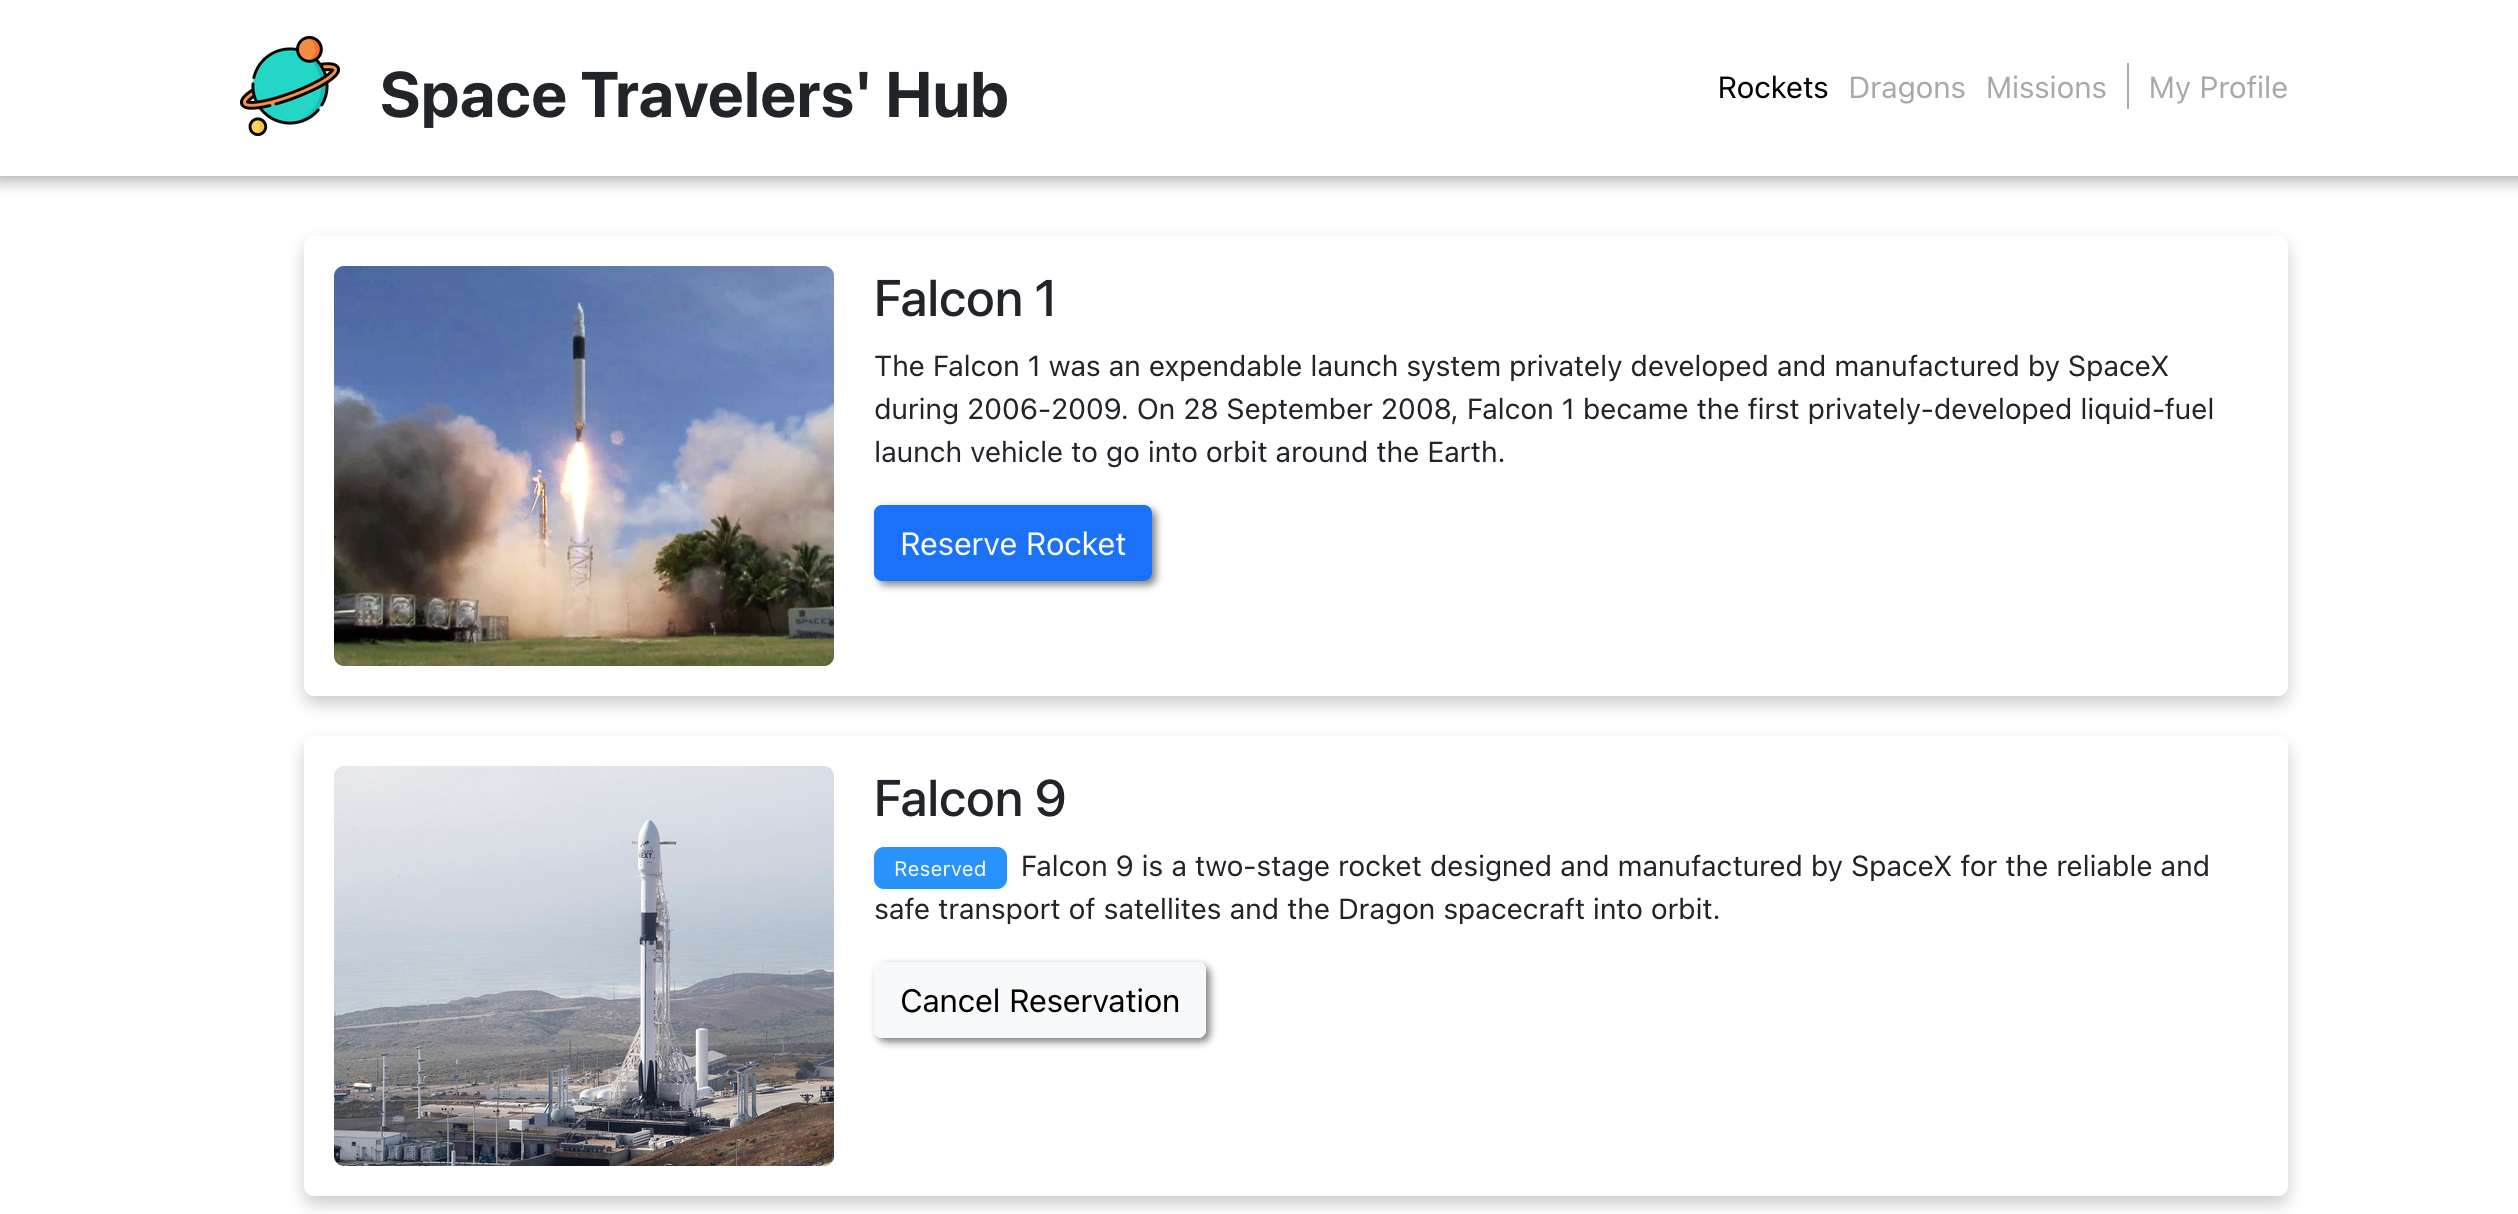 Space Travelers' Hub
Rockets Dragons Missions My Profile
Falcon 1
The Falcon 1 was an expendable launch system privately developed and manufactured by SpaceX
during 2006-2009. On 28 September 2008, Falcon 1 became the first privately-developed liquid-fuel
launch vehicle to go into orbit around the Earth.
Reserve Rocket
SPACEX
Falcon 9
Reserved Falcon 9 is a two-stage rocket designed and manufactured by SpaceX for the reliable and
safe transport of satellites and the Dragon spacecraft into orbit.
Cancel Reservation
NEXT